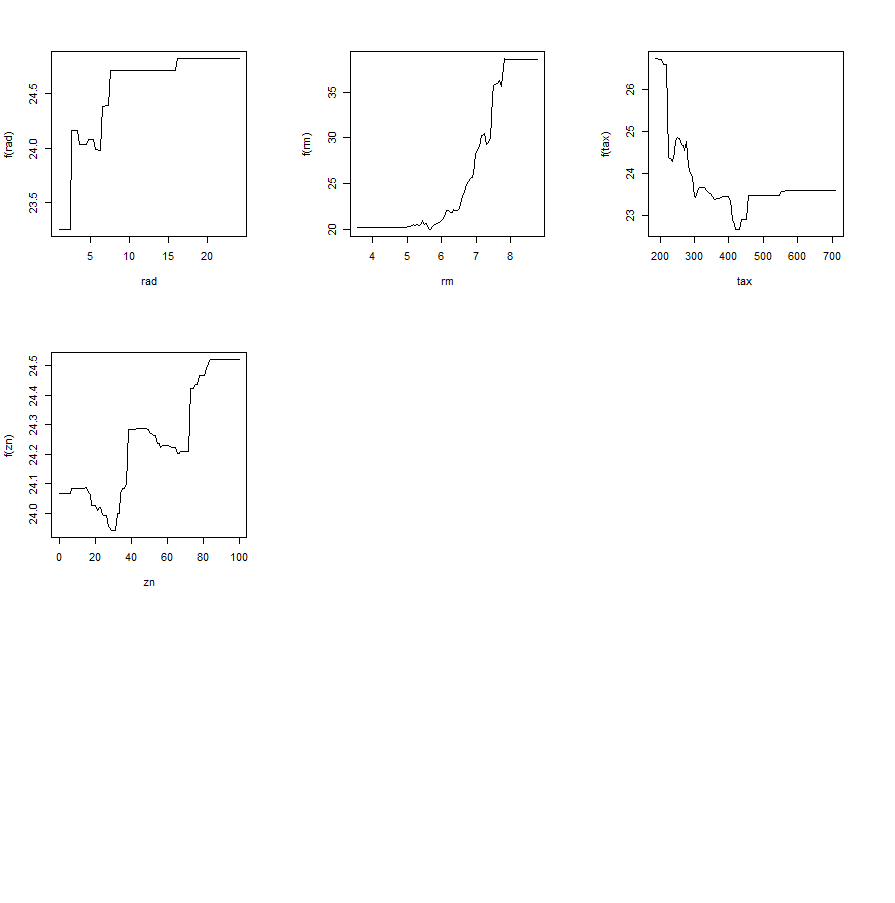 f(rad)
23.5 24.0 24.5
5 10 15 20
rad
f(rm)
20 25 30 35
4 5 6 7 8
rm
f(tax)
23 24 25 26
200 300 400 500 600 700
tax
f(zn)
24.0 24.1 24.2 24.3 24.4 24.5
0 20 40 60 80 100
zn